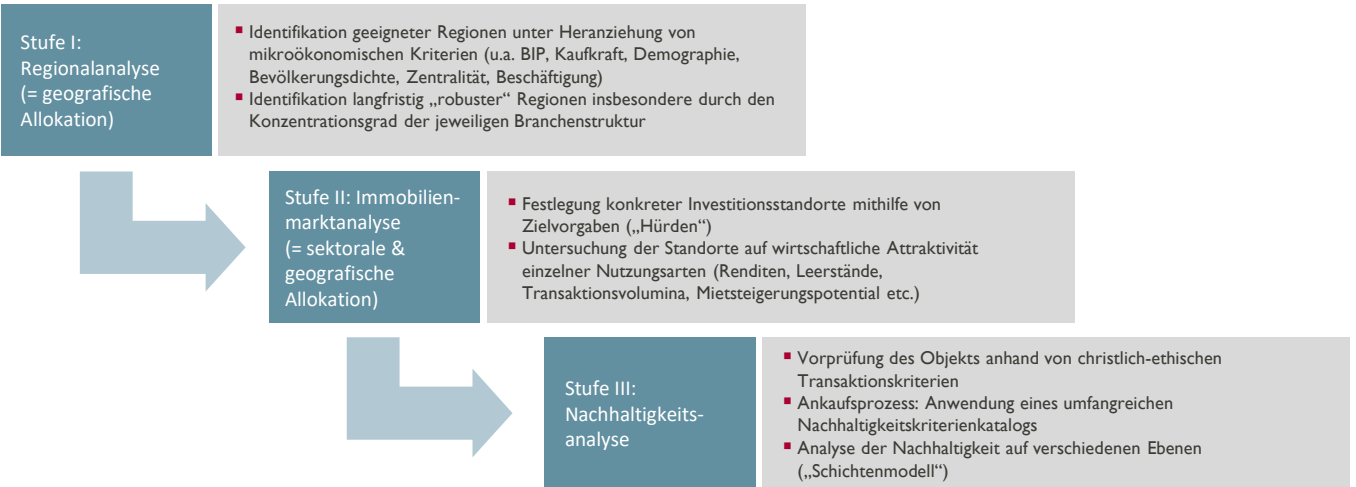 Stufe I:
Regionalanalyse
(= geografische
Allokation)
▪ Identifikation geeigneter Regionen unter Heranziehung von
mikroökonomischen Kriterien (u.a. BIP, Kaufkraft, Demographie,
Bevölkerungsdichte, Zentralität, Beschäftigung)
▪ Identifikation langfristig „robuster“ Regionen insbesondere durch den
Konzentrationsgrad der jeweiligen Branchenstruktur
Stufe II: Immobilien-
marktanalyse
(= sektorale &
geografische
Allokation)
▪ Festlegung konkreter Investitionsstandorte mithilfe von
Zielvorgaben („Hürden“)
▪ Untersuchung der Standorte auf wirtschaftliche Attraktivität
einzelner Nutzungsarten (Renditen, Leerstände,
Transaktionsvolumina, Mietsteigerungspotential etc.)
Stufe III:
Nachhaltigkeits-
analyse
▪ Vorprüfung des Objekts anhand von christlich-ethischen
Transaktionskriterien
▪ Ankaufsprozess: Anwendung eines umfangreichen
Nachhaltigkeitskriterienkatalogs
▪ Analyse der Nachhaltigkeit auf verschiedenen Ebenen
(„Schichtenmodell“)